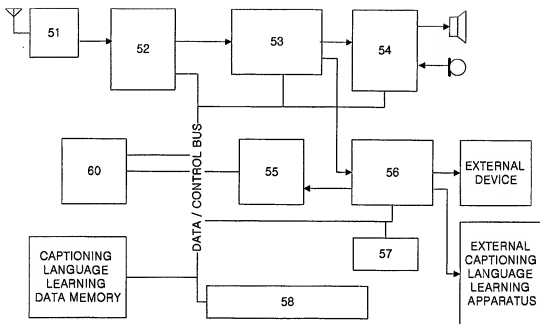 51
52
53
54
60
DATA / CONTROL BUS
55
56
EXTERNAL
DEVICE
57
CAPTIONING
LANGUAGE
LEARNING
DATA MEMORY
58
EXTERNAL
CAPTIONING
LANGUAGE
LEARNING
APPARATUS